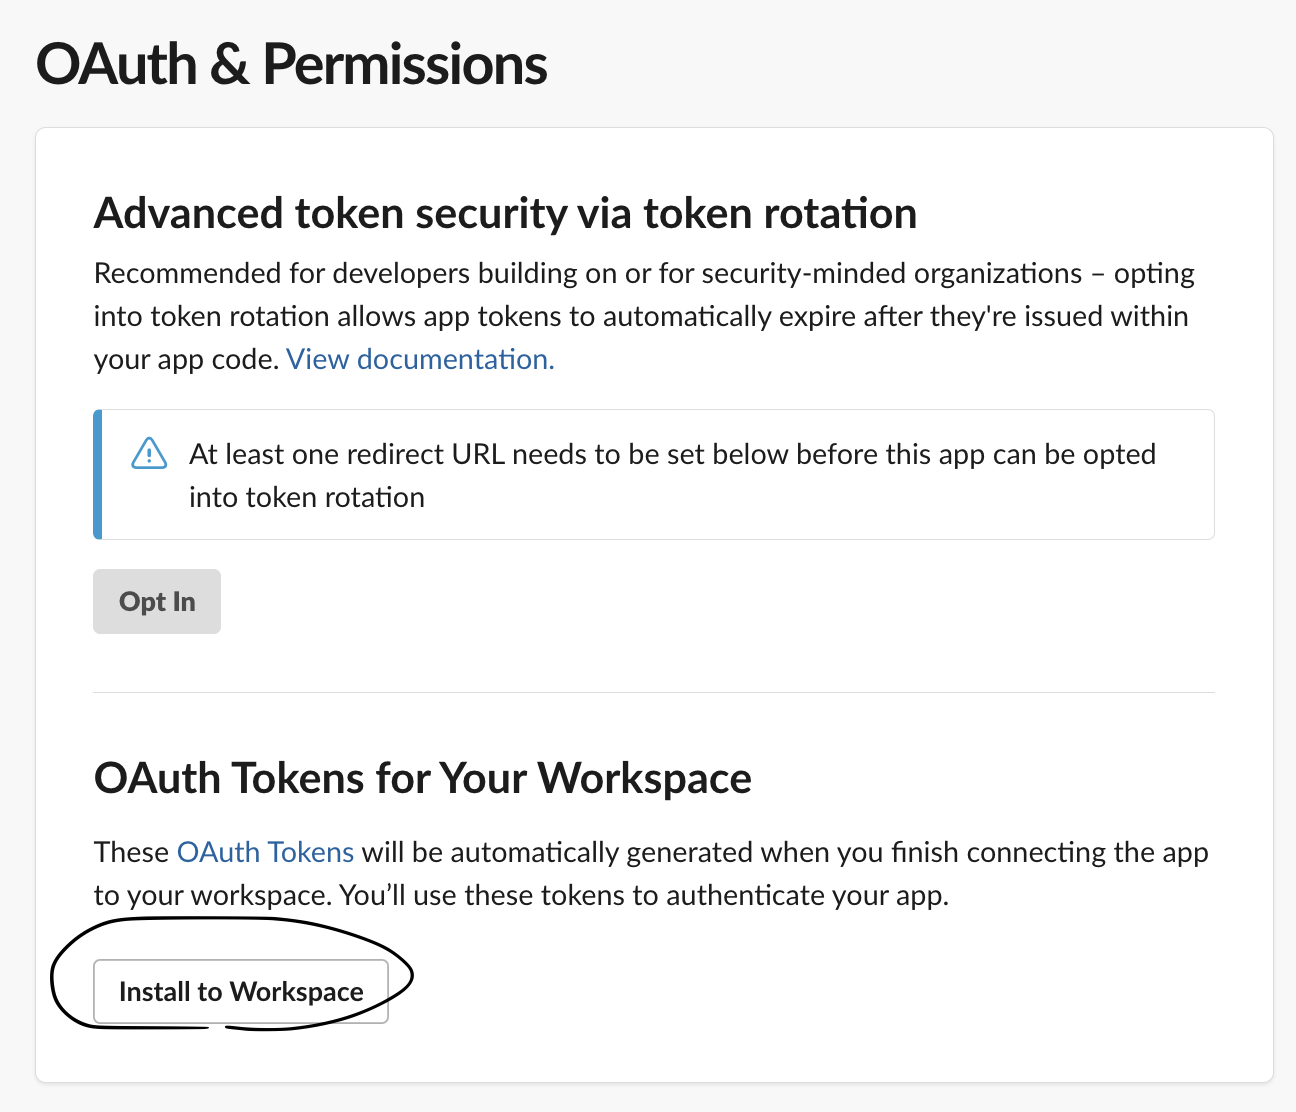 OAuth & Permissions
Advanced token security via token rotation
Recommended for developers building on or for security-minded organizations – opting
into token rotation allows app tokens to automatically expire after they're issued within
your app code. View documentation.
At least one redirect URL needs to be set below before this app can be opted
into token rotation
Opt In
OAuth Tokens for Your Workspace
These OAuth Tokens will be automatically generated when you finish connecting the app
to your workspace. You’ll use these tokens to authenticate your app.
Install to Workspace